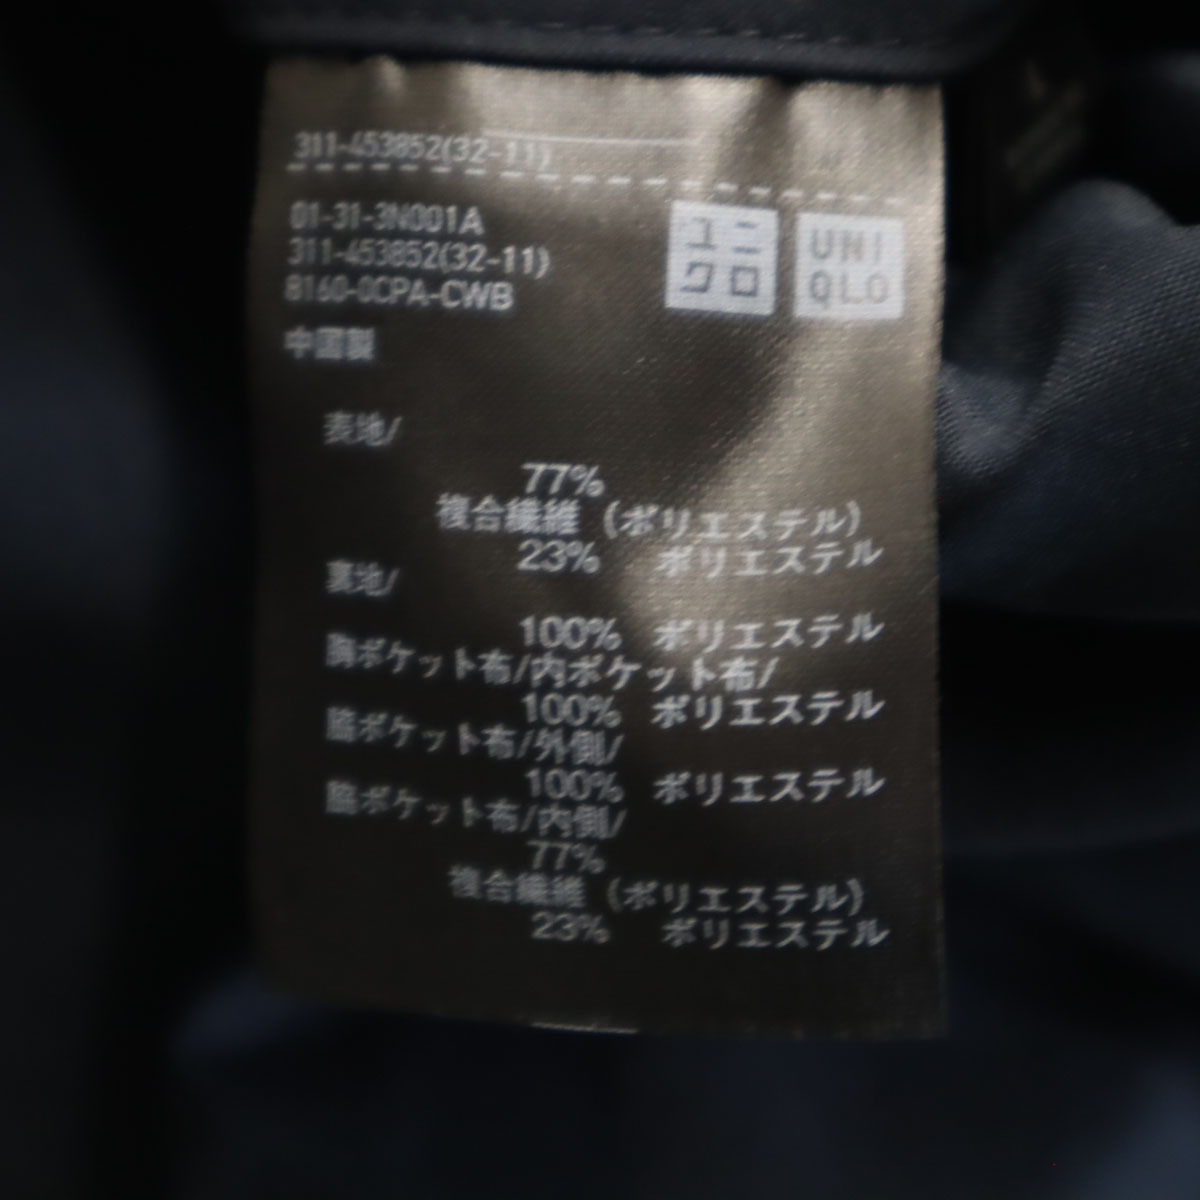 311-453852(32-11)
01-31-3N001A
311-453852(32-11)
8160-0CPA-CWB
中国製
ユニ
クロ
UNI
QLO
表地/
77%
複合繊維 (ポリエステル)
23% ポリエステル
裏地/
100% ポリエステル
胸ポケット布/内ポケット布/
100% ポリエステル
脇ポケット布/外側/
100% ポリエステル
脇ポケット布/内側/
77%
複合繊維 (ポリエステル)
23% ポリエステル